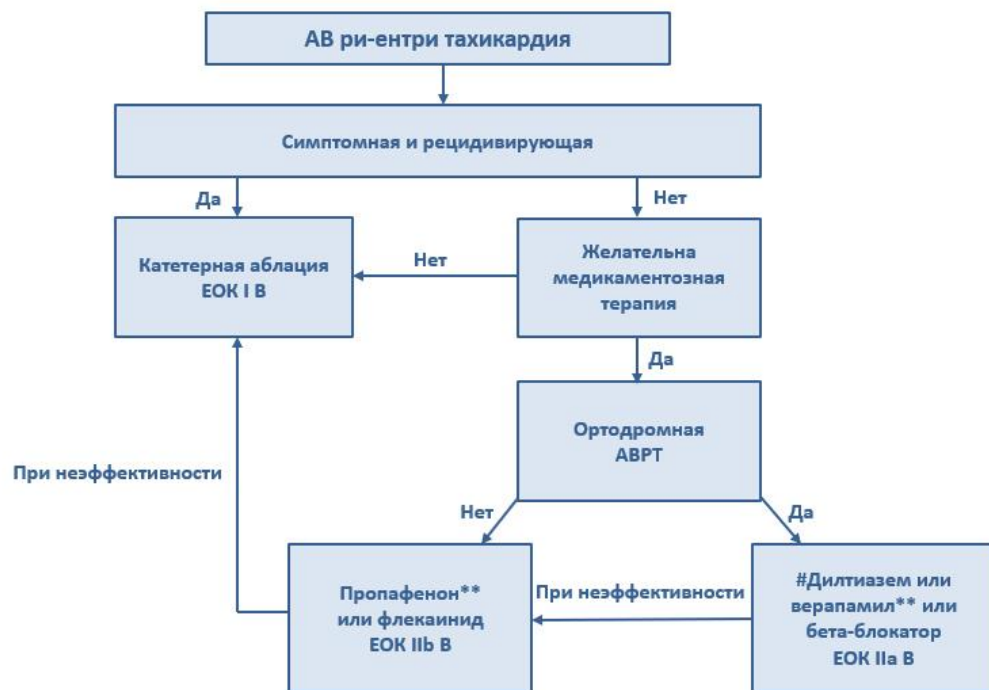 АВ ри-ентри тахикардия
Симптомная и рецидивирующая
Да
Нет
Катетерная аблация
ЕОК I B
Нет
Желательна
медикаментозная
терапия
Да
Ортодромная
АВРТ
При неэффективности
Нет
Да
Пропафенон**
или флекаинид
ЕОК IIb B
При неэффективности
#Дилтиазем или
верапамил** или
бета-блокатор
ЕОК IIa B